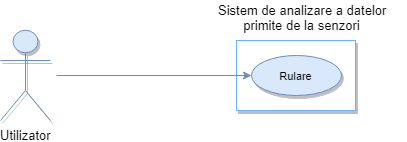 Sistem de analizare a datelor
primite de la senzori
Rulare
Utilizator